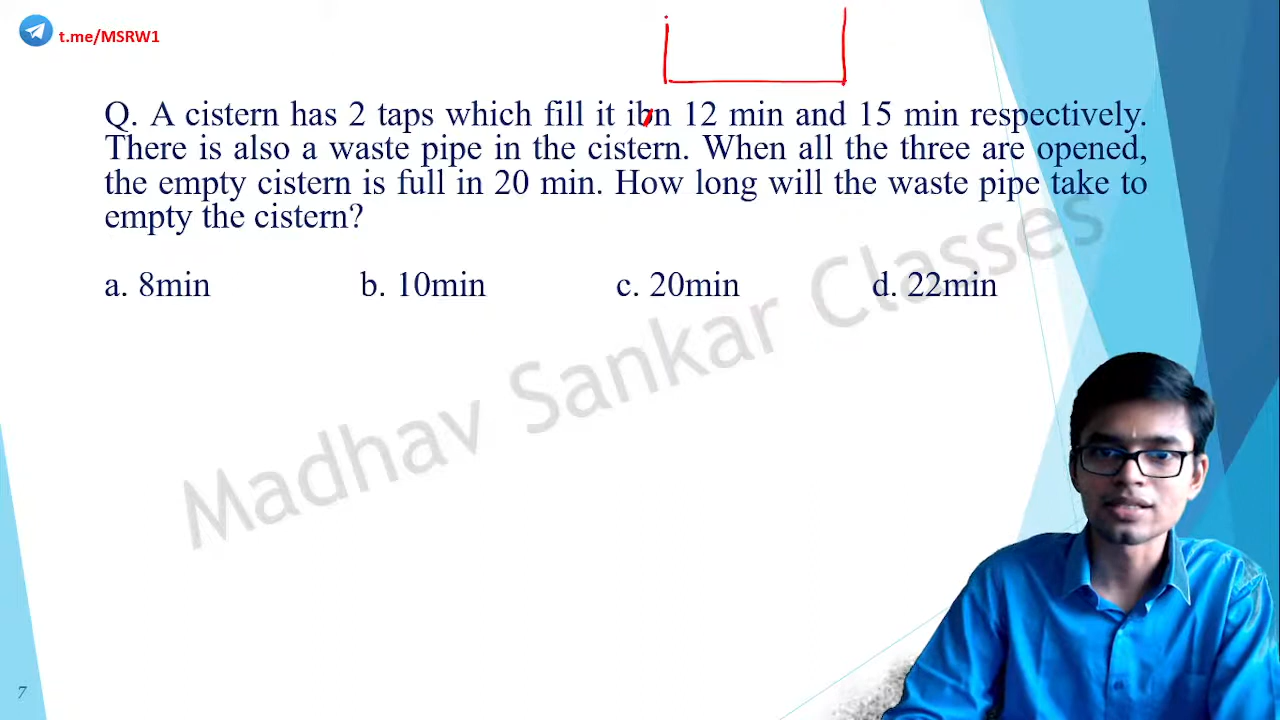 t.me/MSRW1
Q. A cistern has 2 taps which fill it ibn 12 min and 15 min respectively.
There is also a waste pipe in the cistern. When all the three are opened,
the empty cistern is full in 20 min. How long will the waste pipe take to
empty the cistern?
a. 8min b. 10min c. 20min d. 22min
Madhav Sankar Classes
7